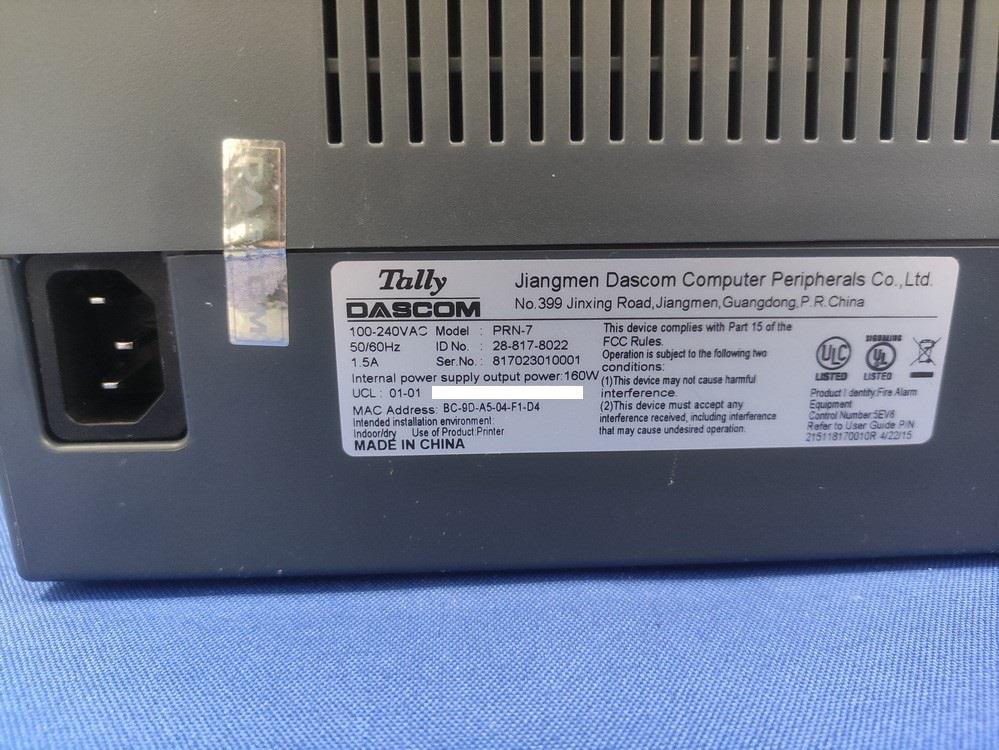 DASCOM
Tally
DASCOM
Jiangmen Dascom Computer Peripherals Co.,Ltd.
No.399 Jinxing Road,Jiangmen,Guangdong,P.R.China
100-240VAC
50/60Hz
1.5A
Model : PRN-7
ID No. : 28-817-8022
Ser.No.: 817023010001
Internal power supply output power:160W
UCL : 01-01
MAC Address: BC-9D-A5-04-F1-D4
Intended installation environment:
Indoor/dry Use of Product:Printer
MADE IN CHINA
This device complies with Part 15 of the
FCC Rules.
Operation is subject to the following two
conditions:
(1)This device may not cause harmful
interference.
(2)This device must accept any
interference received, including interference
that may cause undesired operation.
UL
LISTED
SIGNALING
UL
LISTED
Product Identity:Fire Alarm
Equipment
Control Number:5EV8
Refer to User Guide P/N
215118170010R 4/22/15